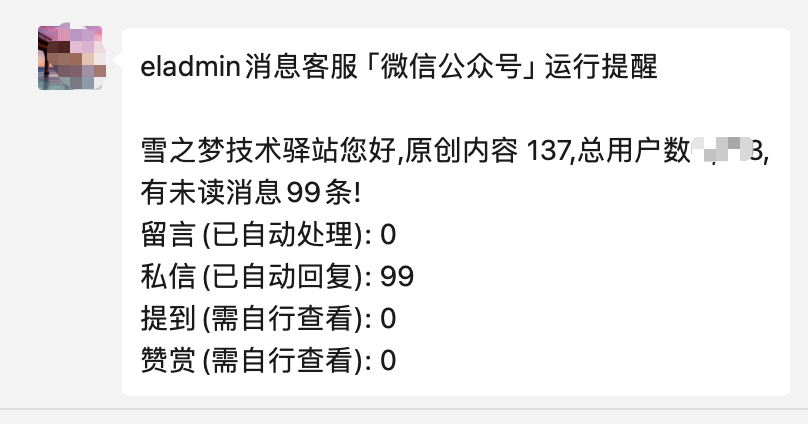 eladmin消息客服「微信公众号」运行提醒
雪之梦技术驿站您好,原创内容 137,总用户数
有未读消息99条!
留言(已自动处理): 0
私信(已自动回复): 99
提到(需自行查看): 0
赞赏(需自行查看): 0